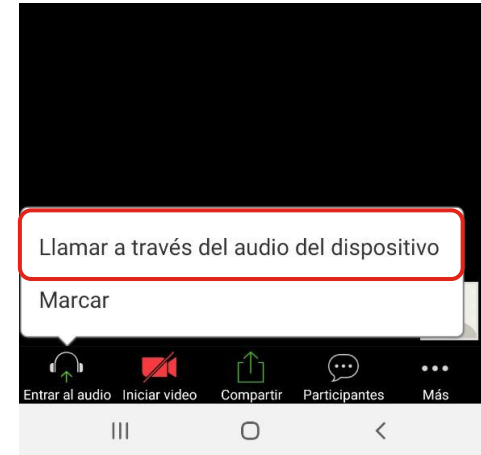 Llamar a través del audio del dispositivo
Marcar
Entrar al audio Iniciar video Compartir Participantes Más